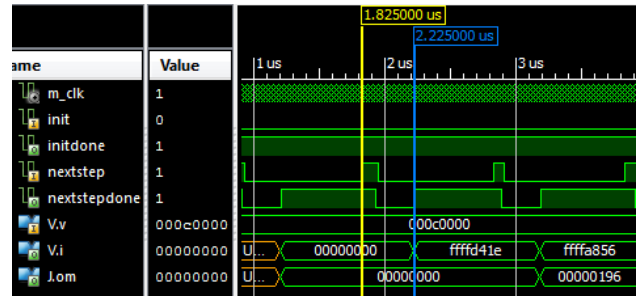 1.825000 us
2.225000 us
ame Value 1 us 2 us 3 us
m_clk 1
init 0
initdone 1
nextstep 1
nextstepdone 1
V.v 000c0000 000c0000
V.i 00000000 U... 00000000 ffffd41e ffffa856
J.om 00000000 U... 00000000 00000196